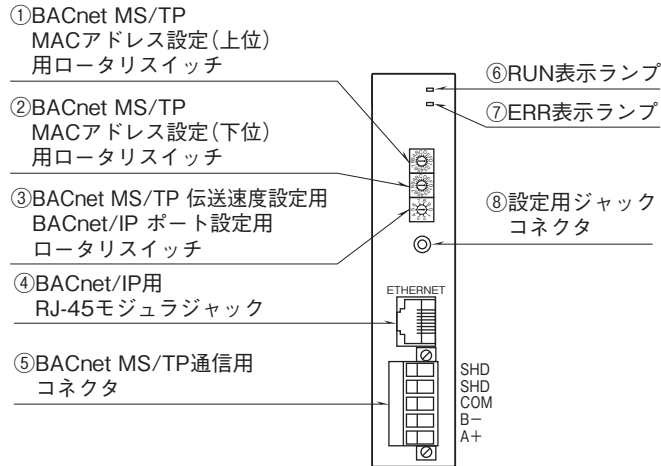 ①BACnet MS/TP
MACアドレス設定（上位）
用ロータリスイッチ
②BACnet MS/TP
MACアドレス設定（下位）
用ロータリスイッチ
③BACnet MS/TP 伝送速度設定用
BACnet/IP ポート設定用
ロータリスイッチ
④BACnet/IP用
RJ-45モジュラジャック
⑤BACnet MS/TP通信用
コネクタ
⑥RUN表示ランプ
⑦ERR表示ランプ
⑧設定用ジャック
コネクタ
ETHERNET
SHD
SHD
COM
B−
A+